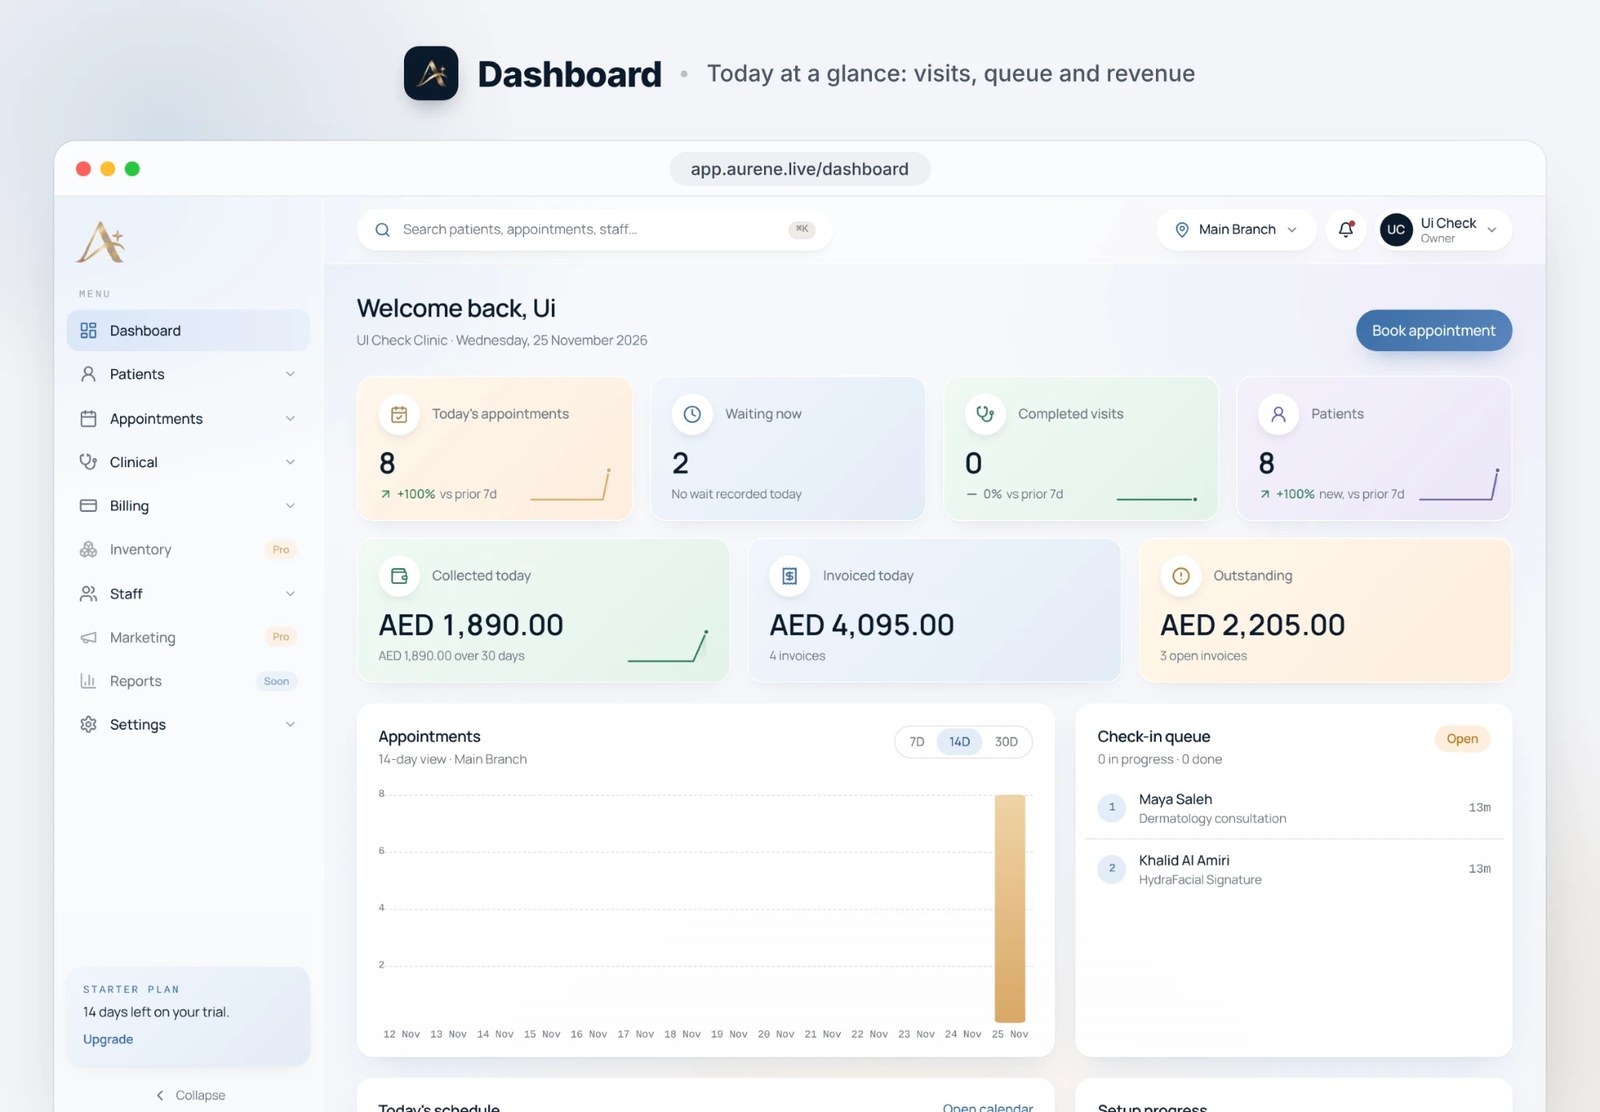 Dashboard • Today at a glance: visits, queue and revenue
app.aurene.live/dashboard
Search patients, appointments, staff...
⌘K
Main Branch
UC
Ui Check
Owner
MENU
Dashboard
Patients
Appointments
Clinical
Billing
Inventory Pro
Staff
Marketing Pro
Reports Soon
Settings
STARTER PLAN
14 days left on your trial.
Upgrade
Collapse
Welcome back, Ui
UI Check Clinic · Wednesday, 25 November 2026
Book appointment
Today's appointments
8
+100% vs prior 7d
Waiting now
2
No wait recorded today
Completed visits
0
— 0% vs prior 7d
Patients
8
+100% new, vs prior 7d
Collected today
AED 1,890.00
AED 1,890.00 over 30 days
Invoiced today
AED 4,095.00
4 invoices
Outstanding
AED 2,205.00
3 open invoices
Appointments
14-day view · Main Branch
7D 14D 30D
8
6
4
2
12 Nov 13 Nov 14 Nov 15 Nov 16 Nov 17 Nov 18 Nov 19 Nov 20 Nov 21 Nov 22 Nov 23 Nov 24 Nov 25 Nov
Check-in queue
Open
0 in progress · 0 done
1 Maya Saleh 13m
Dermatology consultation
2 Khalid Al Amiri 13m
HydraFacial Signature
Today's schedule
Open calendar
Setup progress